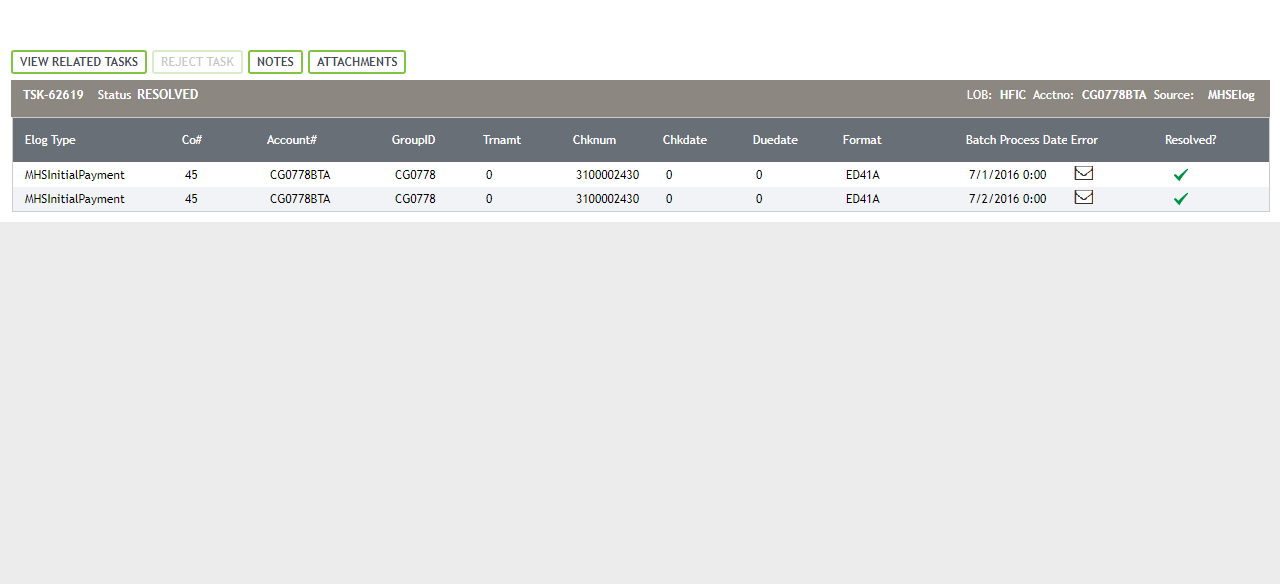 VIEW RELATED TASKS REJECT TASK NOTES ATTACHMENTS
TSK-62619 Status RESOLVED LOB: HFIC Acctno: CG0778BTA Source: MHSElog
Elog Type Co# Account# GroupID Trnamt Chknum Chkdate Duedate Format Batch Process Date Error Resolved?
MHSInitialPayment 45 CG0778BTA CG0778 0 3100002430 0 0 ED41A 7/1/2016 0:00
MHSInitialPayment 45 CG0778BTA CG0778 0 3100002430 0 0 ED41A 7/2/2016 0:00